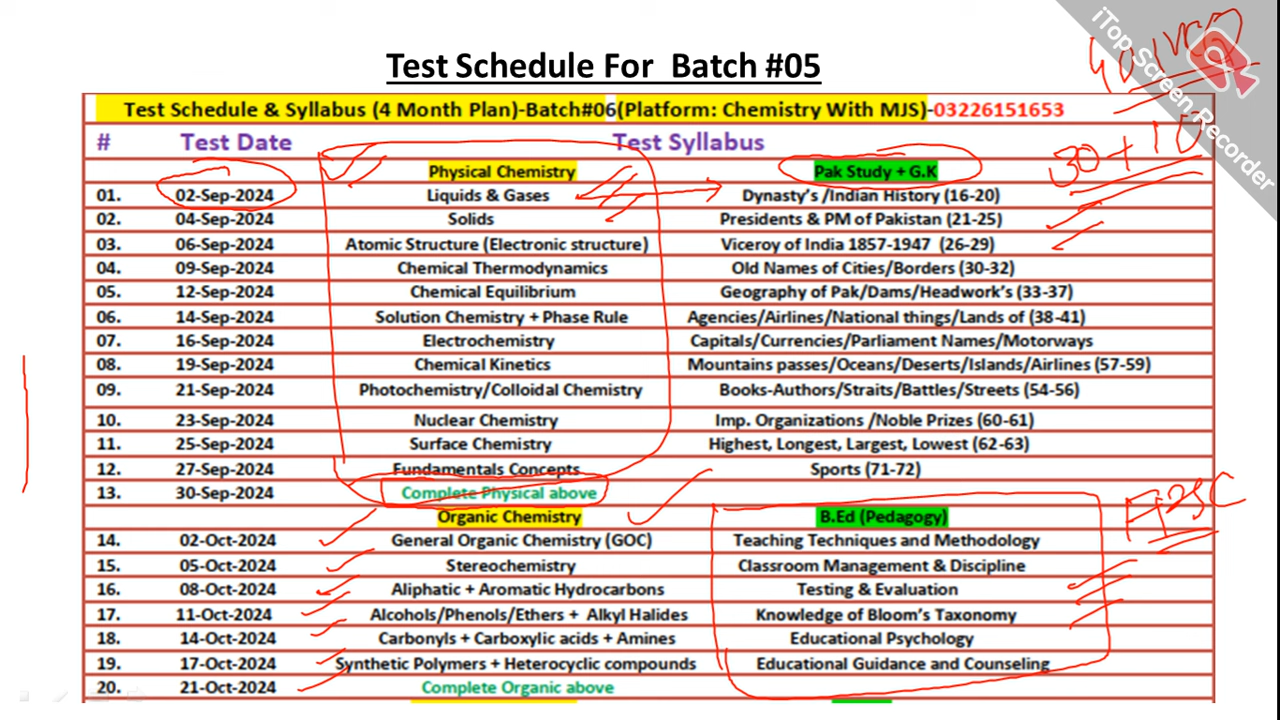 Test Schedule For Batch #05
iTop Screen Recorder
Test Schedule & Syllabus (4 Month Plan)-Batch#06(Platform: Chemistry With MJS)-03226151653
# Test Date Test Syllabus
30 + 10
Physical Chemistry Pak Study + G.K
01. 02-Sep-2024 Liquids & Gases Dynasty's /Indian History (16-20)
02. 04-Sep-2024 Solids Presidents & PM of Pakistan (21-25)
03. 06-Sep-2024 Atomic Structure (Electronic structure) Viceroy of India 1857-1947 (26-29)
04. 09-Sep-2024 Chemical Thermodynamics Old Names of Cities/Borders (30-32)
05. 12-Sep-2024 Chemical Equilibrium Geography of Pak/Dams/Headwork's (33-37)
06. 14-Sep-2024 Solution Chemistry + Phase Rule Agencies/Airlines/National things/Lands of (38-41)
07. 16-Sep-2024 Electrochemistry Capitals/Currencies/Parliament Names/Motorways
08. 19-Sep-2024 Chemical Kinetics Mountains passes/Oceans/Deserts/Islands/Airlines (57-59)
09. 21-Sep-2024 Photochemistry/Colloidal Chemistry Books-Authors/Straits/Battles/Streets (54-56)
10. 23-Sep-2024 Nuclear Chemistry Imp. Organizations /Noble Prizes (60-61)
11. 25-Sep-2024 Surface Chemistry Highest, Longest, Largest, Lowest (62-63)
12. 27-Sep-2024 Fundamentals Concepts Sports (71-72)
13. 30-Sep-2024 Complete Physical above
Organic Chemistry B.Ed (Pedagogy)
14. 02-Oct-2024 General Organic Chemistry (GOC) Teaching Techniques and Methodology
15. 05-Oct-2024 Stereochemistry Classroom Management & Discipline
16. 08-Oct-2024 Aliphatic + Aromatic Hydrocarbons Testing & Evaluation
17. 11-Oct-2024 Alcohols/Phenols/Ethers + Alkyl Halides Knowledge of Bloom's Taxonomy
18. 14-Oct-2024 Carbonyls + Carboxylic acids + Amines Educational Psychology
19. 17-Oct-2024 Synthetic Polymers + Heterocyclic compounds Educational Guidance and Counseling
20. 21-Oct-2024 Complete Organic above